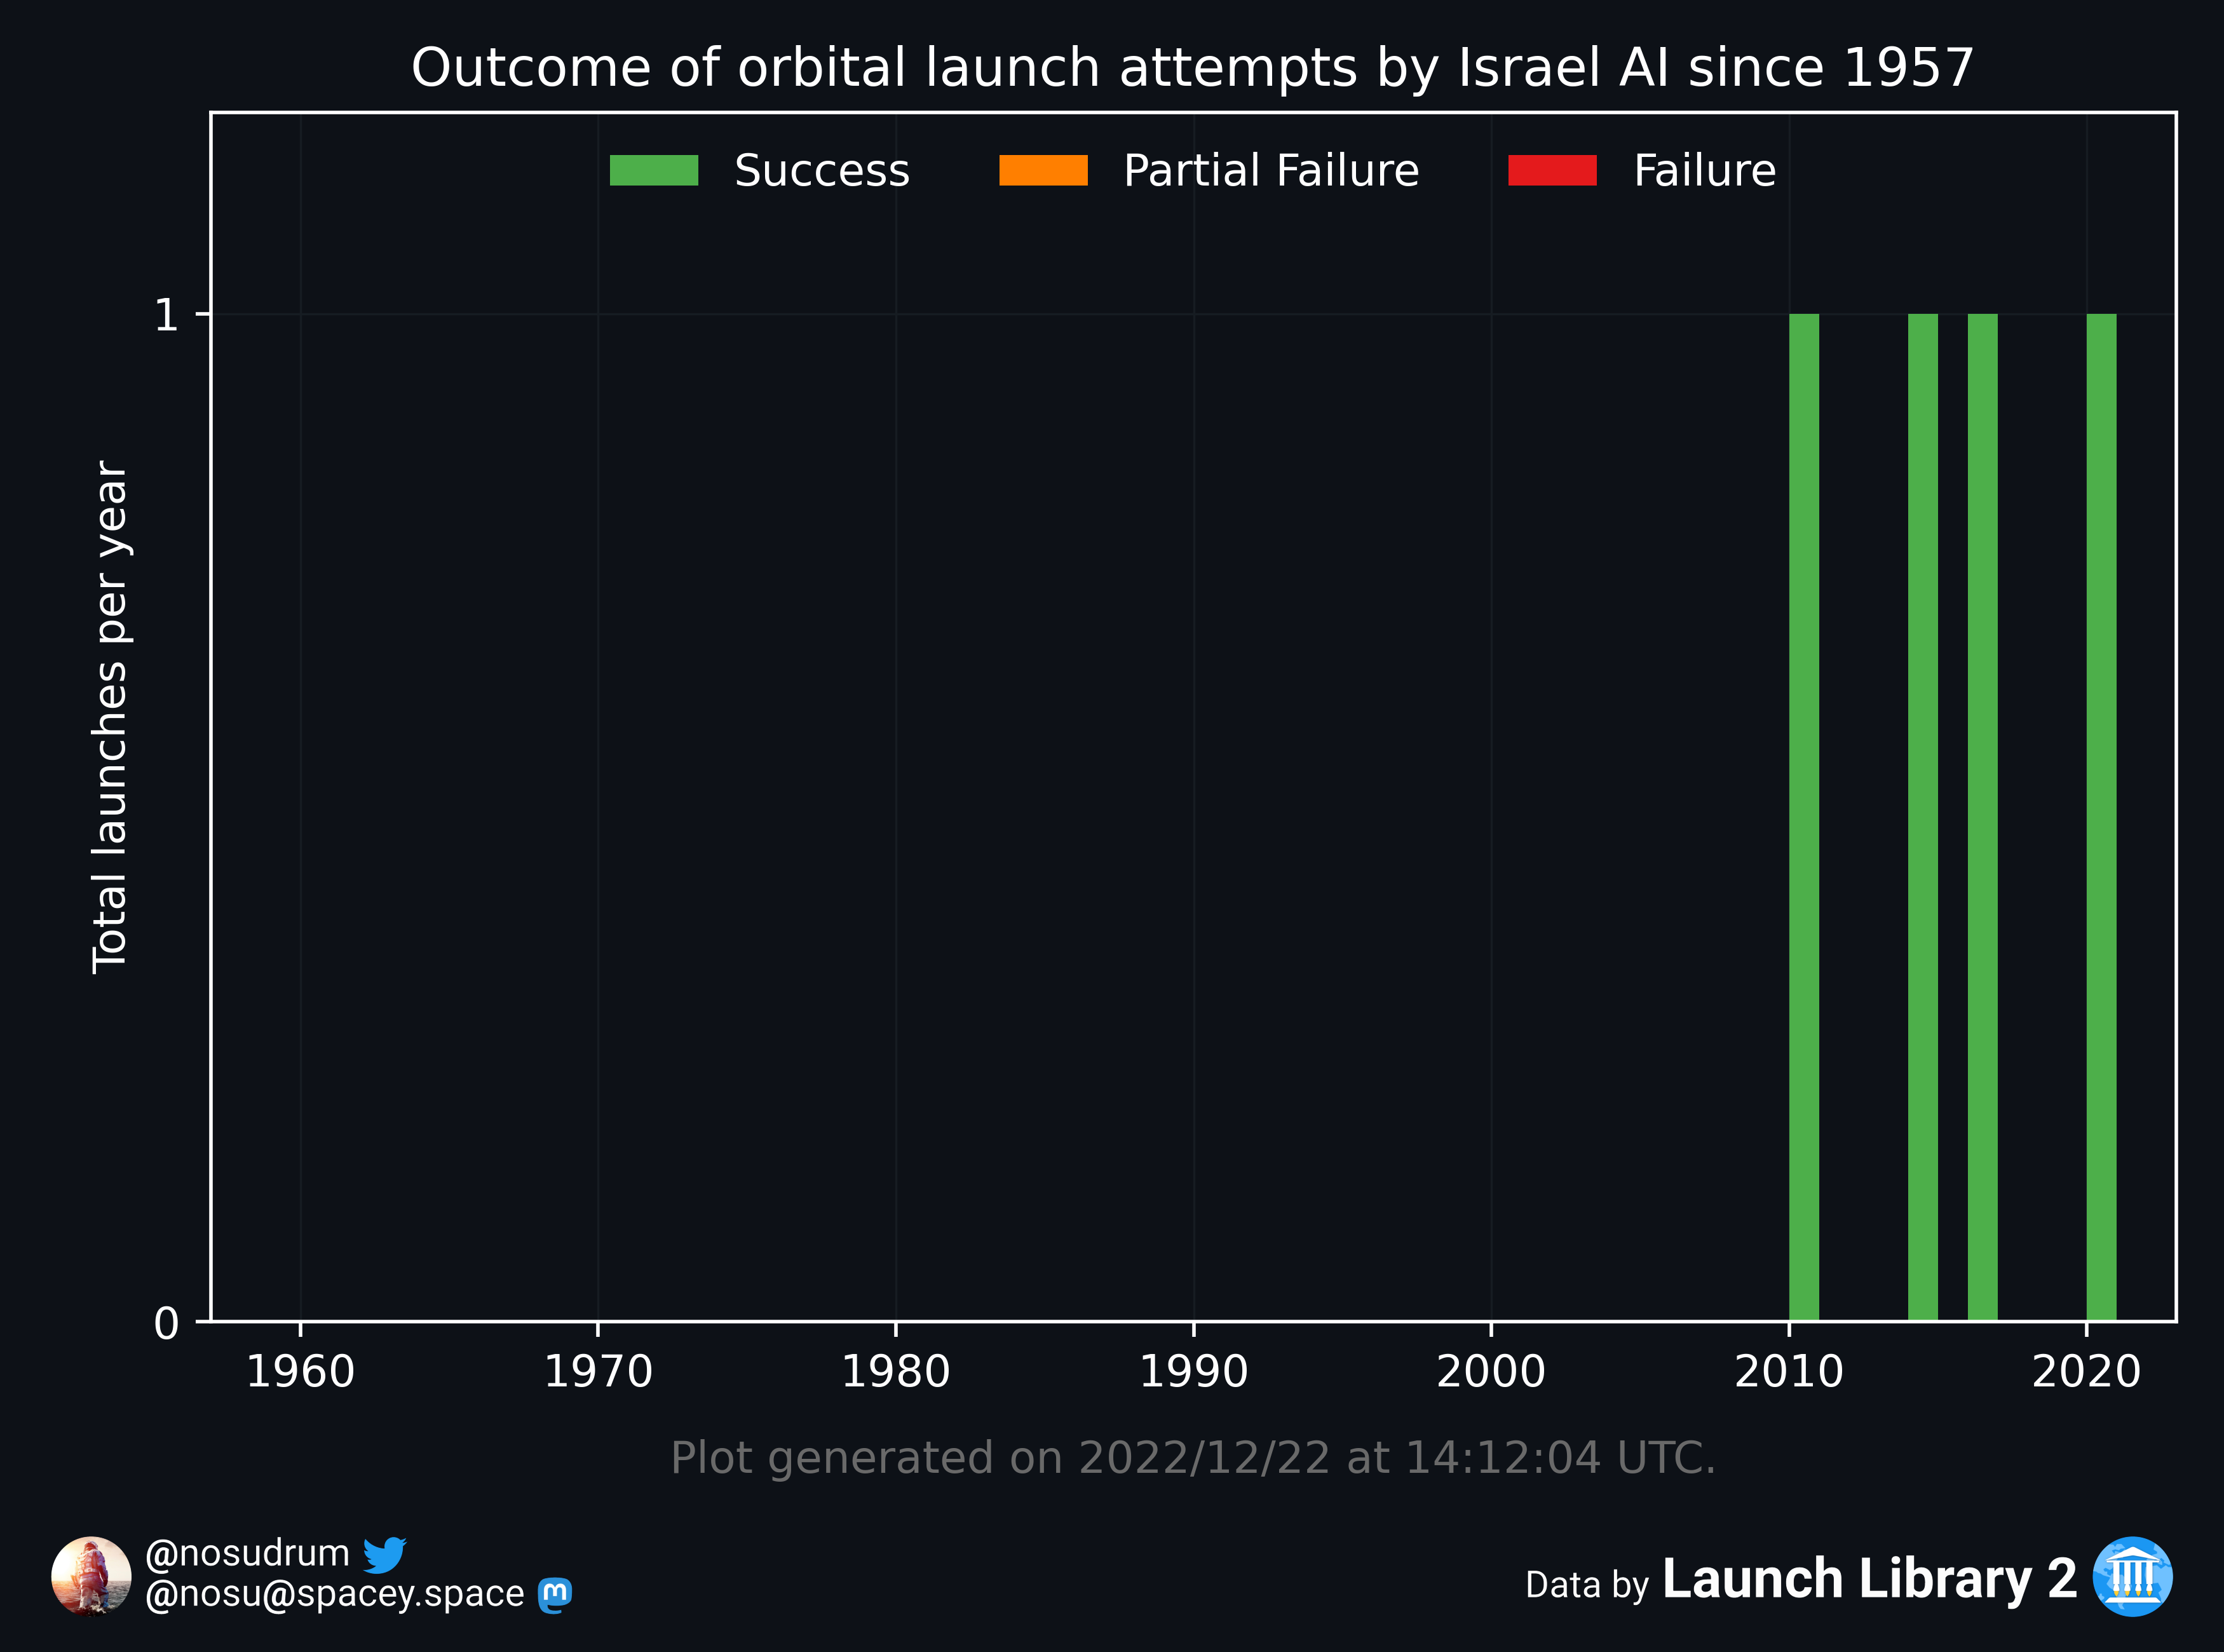 Outcome of orbital launch attempts by Israel AI since 1957
Success Partial Failure Failure
Total launches per year
1
0
1960 1970 1980 1990 2000 2010 2020
Plot generated on 2022/12/22 at 14:12:04 UTC.
@nosudrum
@nosu@spacey.space
Data by Launch Library 2